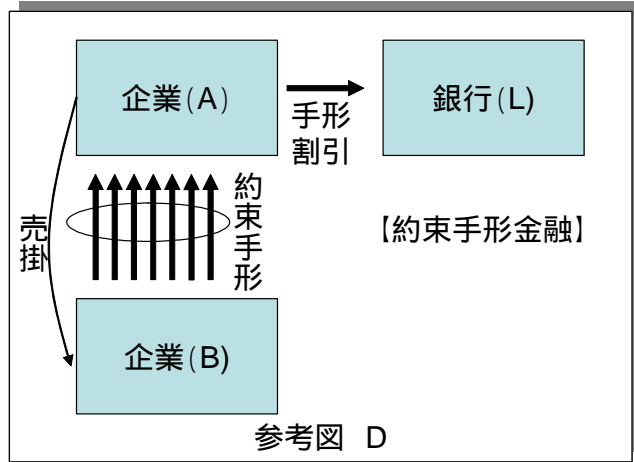 企業(A)
銀行(L)
手形
割引
売掛
約束手形
【約束手形金融】
企業(B)
参考図 D